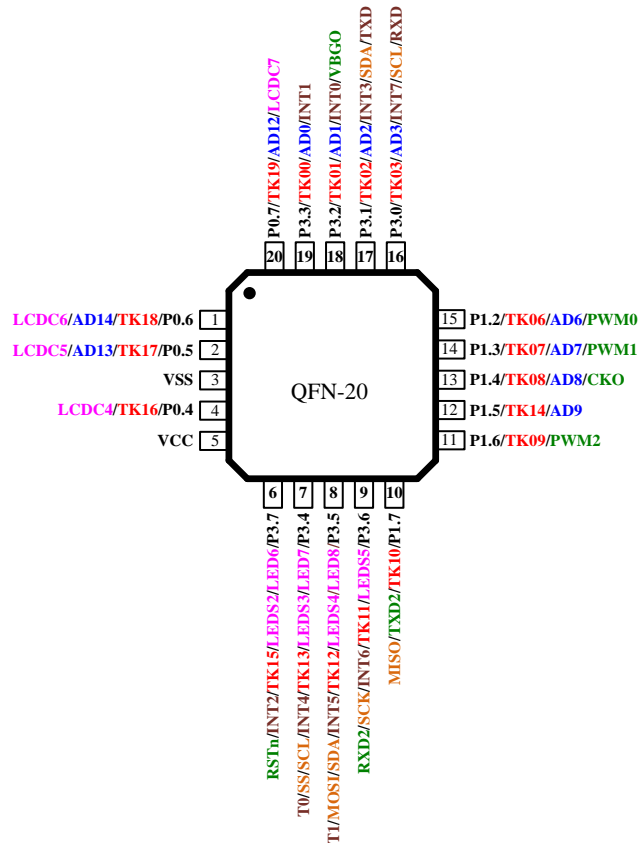 P0.7/TK19/AD12/LCDC7
P3.3/TK00/AD0/INT1
P3.2/TK01/AD1/INT0/VBGO
P3.1/TK02/AD2/INT3/SDA/TXD
P3.0/TK03/AD3/INT7/SCL/RXD
20
19
18
17
16
LCDC6/AD14/TK18/P0.6 1
LCDC5/AD13/TK17/P0.5 2
VSS 3
LCDC4/TK16/P0.4 4
VCC 5
QFN-20
15 P1.2/TK06/AD6/PWM0
14 P1.3/TK07/AD7/PWM1
13 P1.4/TK08/AD8/CKO
12 P1.5/TK14/AD9
11 P1.6/TK09/PWM2
6
7
8
9
10
RSTn/INT2/TK15/LEDS2/LED6/P3.7
T0/SS/SCL/INT4/TK13/LEDS3/LED7/P3.4
T1/MOSI/SDA/INT5/TK12/LEDS4/LED8/P3.5
RXD2/SCK/INT6/TK11/LEDS5/P3.6
MISO/TXD2/TK10/P1.7